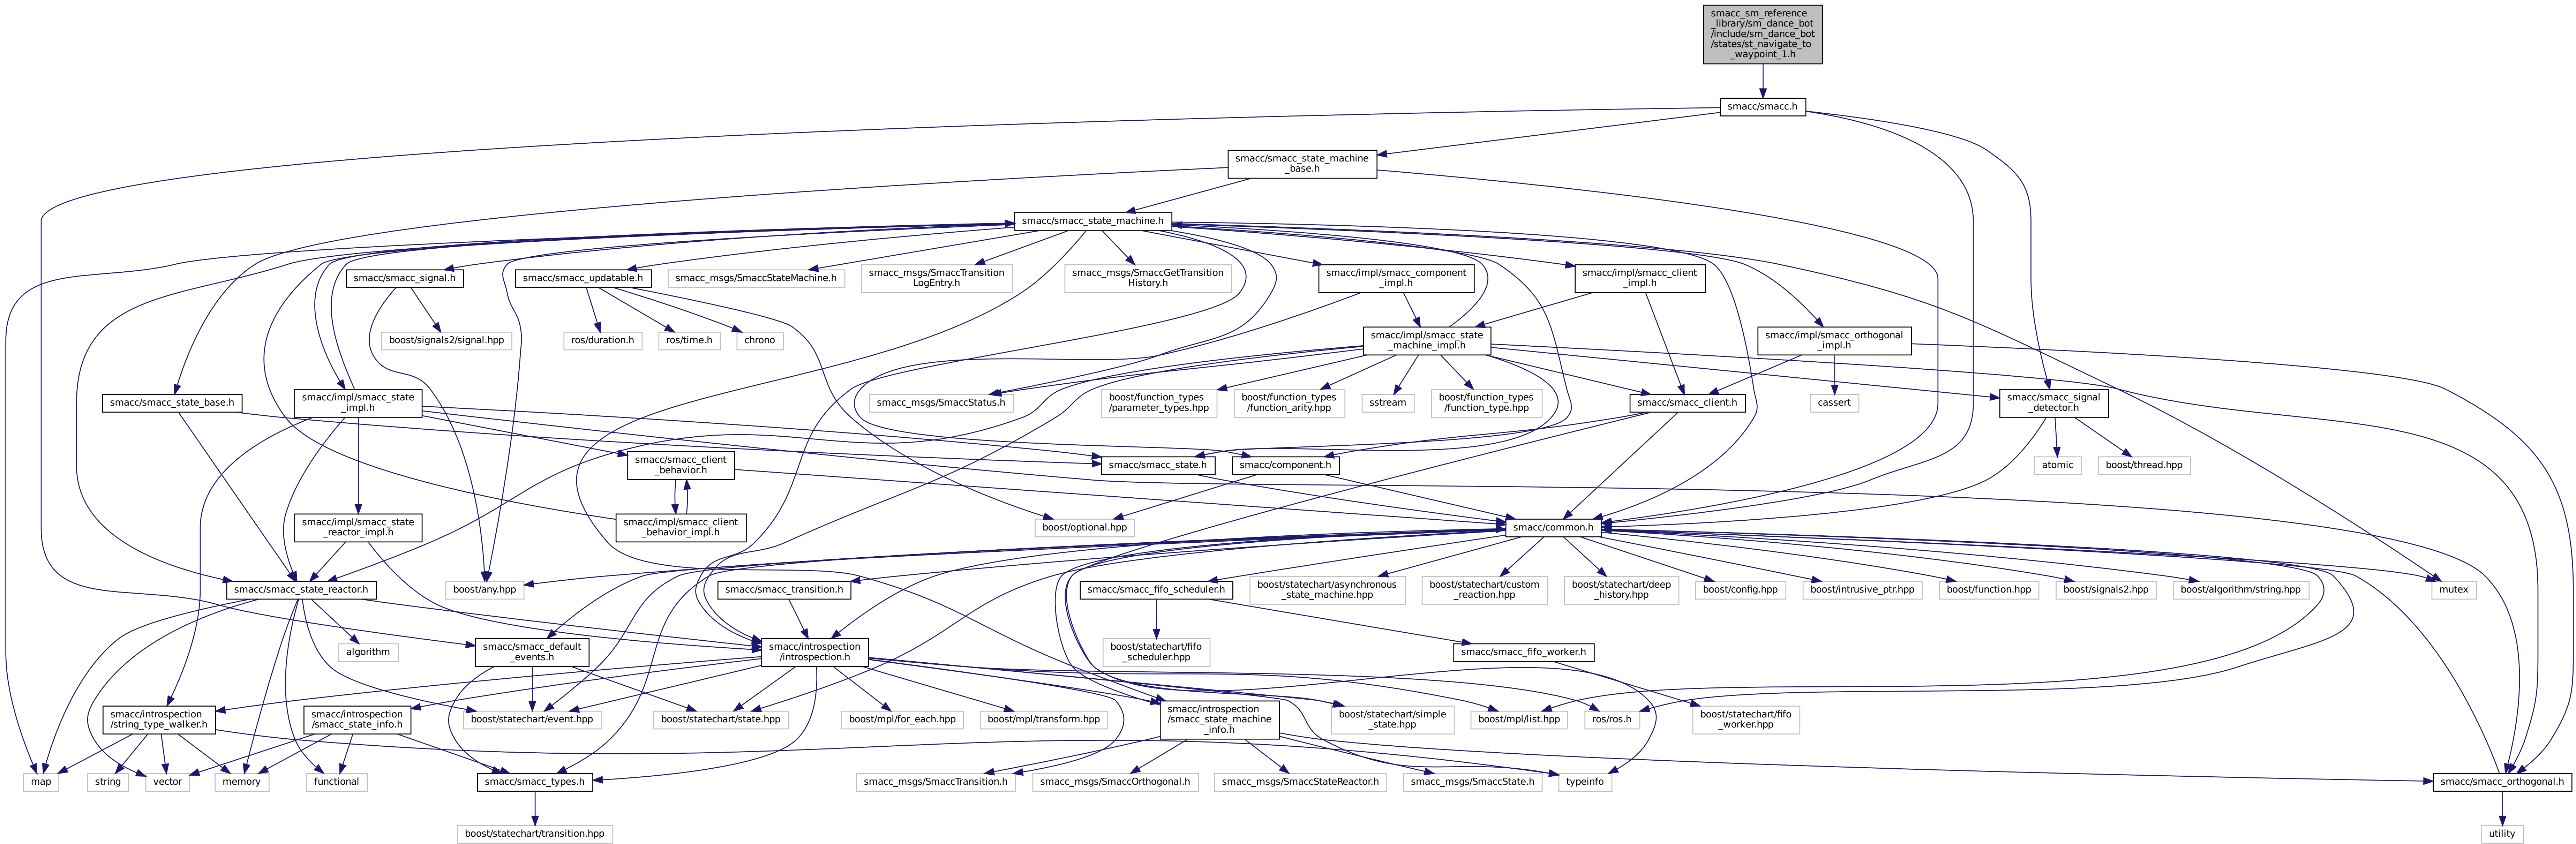 smacc_sm_reference
_library/sm_dance_bot
/include/sm_dance_bot
/states/st_navigate_to
_waypoint_1.h
smacc/smacc.h
smacc/smacc_state_machine
_base.h
smacc/smacc_state_machine.h
smacc/smacc_signal.h
smacc/smacc_updatable.h
smacc_msgs/SmaccStateMachine.h
smacc_msgs/SmaccTransition
LogEntry.h
smacc_msgs/SmaccGetTransition
History.h
smacc/impl/smacc_component
_impl.h
smacc/impl/smacc_client
_impl.h
boost/signals2/signal.hpp
ros/duration.h
ros/time.h
chrono
smacc/impl/smacc_state
_machine_impl.h
smacc/impl/smacc_orthogonal
_impl.h
smacc/smacc_state_base.h
smacc/impl/smacc_state
_impl.h
smacc_msgs/SmaccStatus.h
boost/function_types
/parameter_types.hpp
boost/function_types
/function_arity.hpp
sstream
boost/function_types
/function_type.hpp
smacc/smacc_client.h
cassert
smacc/smacc_signal
_detector.h
smacc/smacc_client
_behavior.h
smacc/smacc_state.h
smacc/component.h
atomic
boost/thread.hpp
smacc/impl/smacc_state
_reactor_impl.h
smacc/impl/smacc_client
_behavior_impl.h
boost/optional.hpp
smacc/common.h
smacc/smacc_state_reactor.h
boost/any.hpp
smacc/smacc_transition.h
smacc/smacc_fifo_scheduler.h
boost/statechart/asynchronous
_state_machine.hpp
boost/statechart/custom
_reaction.hpp
boost/statechart/deep
_history.hpp
boost/config.hpp
boost/intrusive_ptr.hpp
boost/function.hpp
boost/signals2.hpp
boost/algorithm/string.hpp
mutex
algorithm
smacc/smacc_default
_events.h
smacc/introspection
/introspection.h
boost/statechart/fifo
_scheduler.hpp
smacc/smacc_fifo_worker.h
smacc/introspection
/string_type_walker.h
smacc/introspection
/smacc_state_info.h
boost/statechart/event.hpp
boost/statechart/state.hpp
boost/mpl/for_each.hpp
boost/mpl/transform.hpp
smacc/introspection
/smacc_state_machine
_info.h
boost/statechart/simple
_state.hpp
boost/mpl/list.hpp
ros/ros.h
boost/statechart/fifo
_worker.hpp
map
string
vector
memory
functional
smacc/smacc_types.h
smacc_msgs/SmaccTransition.h
smacc_msgs/SmaccOrthogonal.h
smacc_msgs/SmaccStateReactor.h
smacc_msgs/SmaccState.h
typeinfo
smacc/smacc_orthogonal.h
boost/statechart/transition.hpp
utility